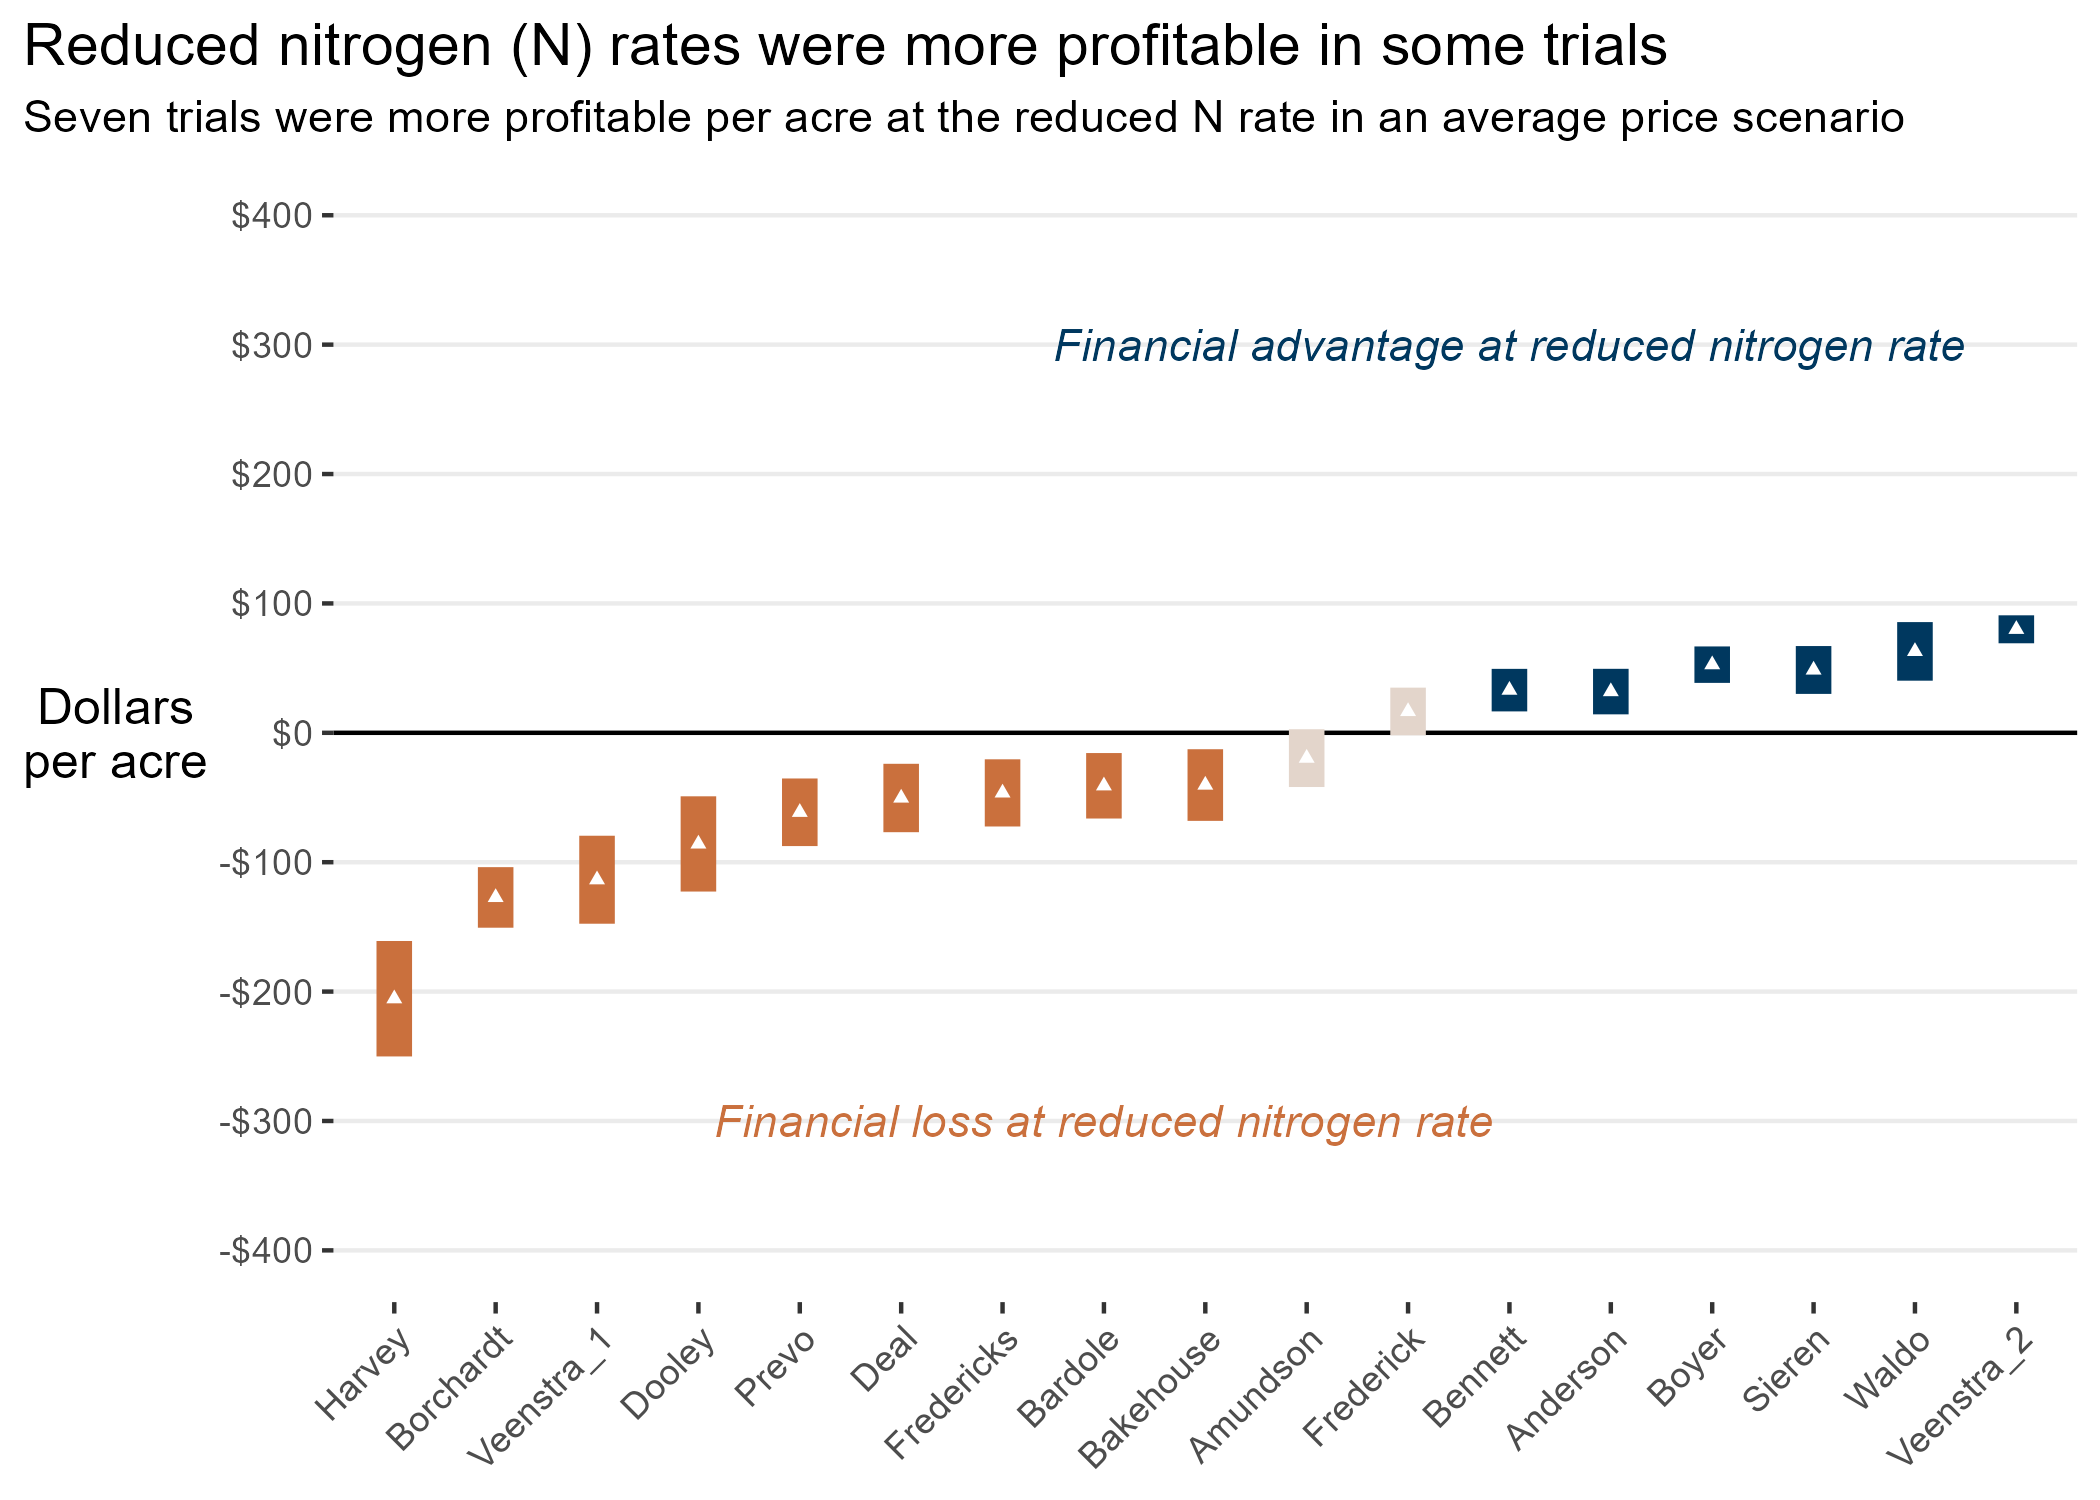 Reduced nitrogen (N) rates were more profitable in some trials
Seven trials were more profitable per acre at the reduced N rate in an average price scenario
$400
$300
$200
$100
$0
-$100
-$200
-$300
-$400
Dollars
per acre
Financial advantage at reduced nitrogen rate
Financial loss at reduced nitrogen rate
Harvey
Borchardt
Veenstra_1
Dooley
Prevo
Deal
Fredericks
Bardole
Bakehouse
Amundson
Frederick
Bennett
Anderson
Boyer
Sieren
Waldo
Veenstra_2